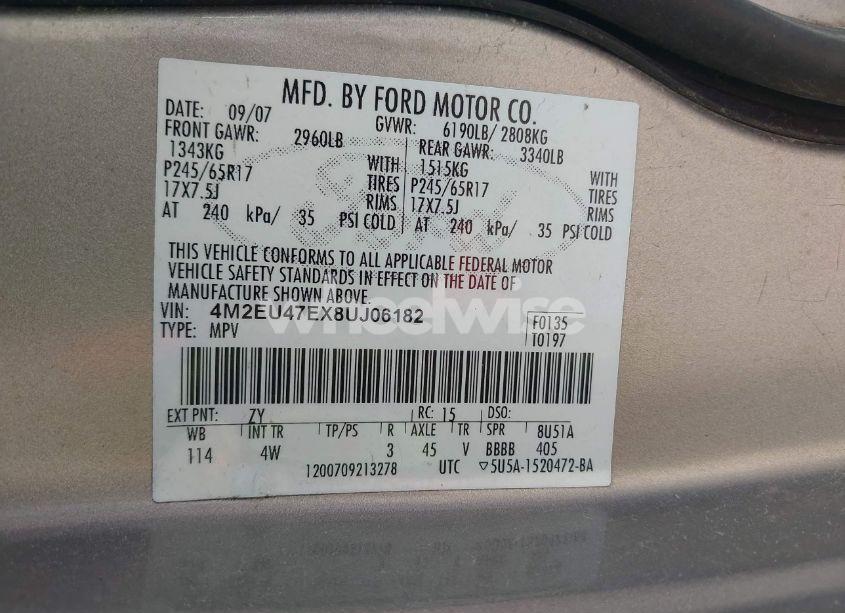 MFD. BY FORD MOTOR CO.
DATE: 09/07 GVWR: 6190LB/ 2808KG
FRONT GAWR: 2960LB REAR GAWR: 3340LB
1343KG WITH 1515KG WITH
P245/65R17 TIRES P245/65R17 TIRES
17X7.5J RIMS 17X7.5J RIMS
AT 240 kPa/ 35 PSI COLD AT 240 kPa/ 35 PSI COLD
THIS VEHICLE CONFORMS TO ALL APPLICABLE FEDERAL MOTOR
VEHICLE SAFETY STANDARDS IN EFFECT ON THE DATE OF
MANUFACTURE SHOWN ABOVE.
VIN: 4M2EU47EX8UJ06182 F0135
TYPE: MPV T0197
wheelwise
EXT PNT: ZY RC: 15 DSO:
WB INT TR TP/PS R AXLE TR SPR 8U51A
114 4W 3 45 V BBBB 405
1200709213278 UTC ▽5U5A-1520472-BA